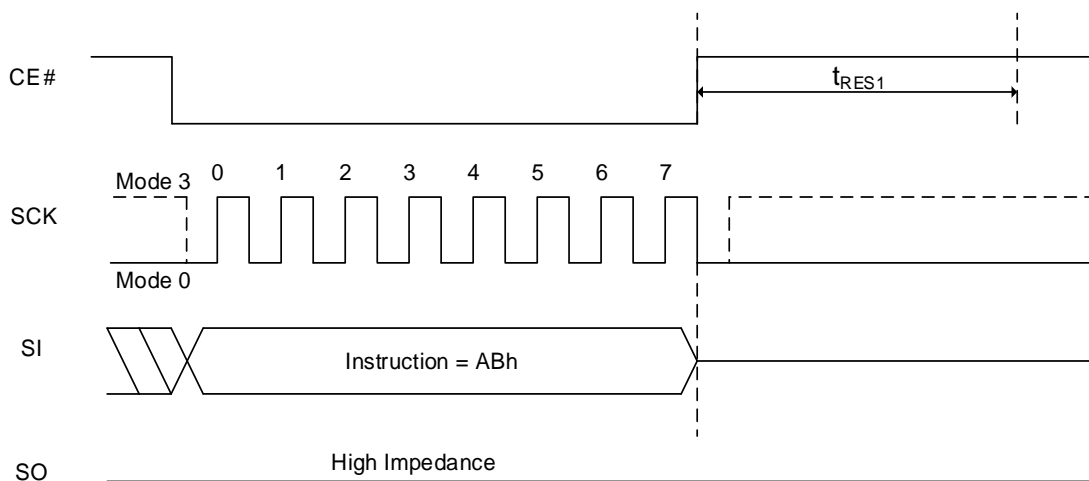 CE#
tRES1
Mode 3
0 1 2 3 4 5 6 7
SCK
Mode 0
SI
Instruction = ABh
High Impedance
SO